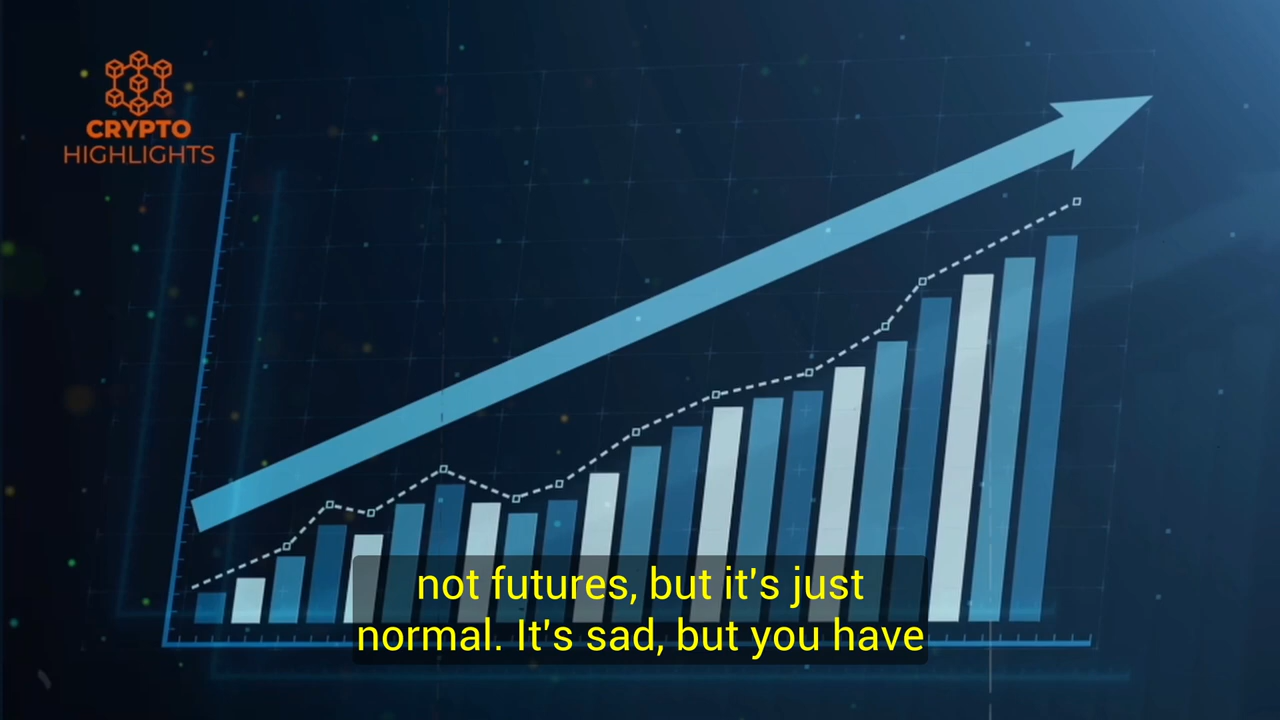 CRYPTO
HIGHLIGHTS
not futures, but it's just
normal. It's sad, but you have